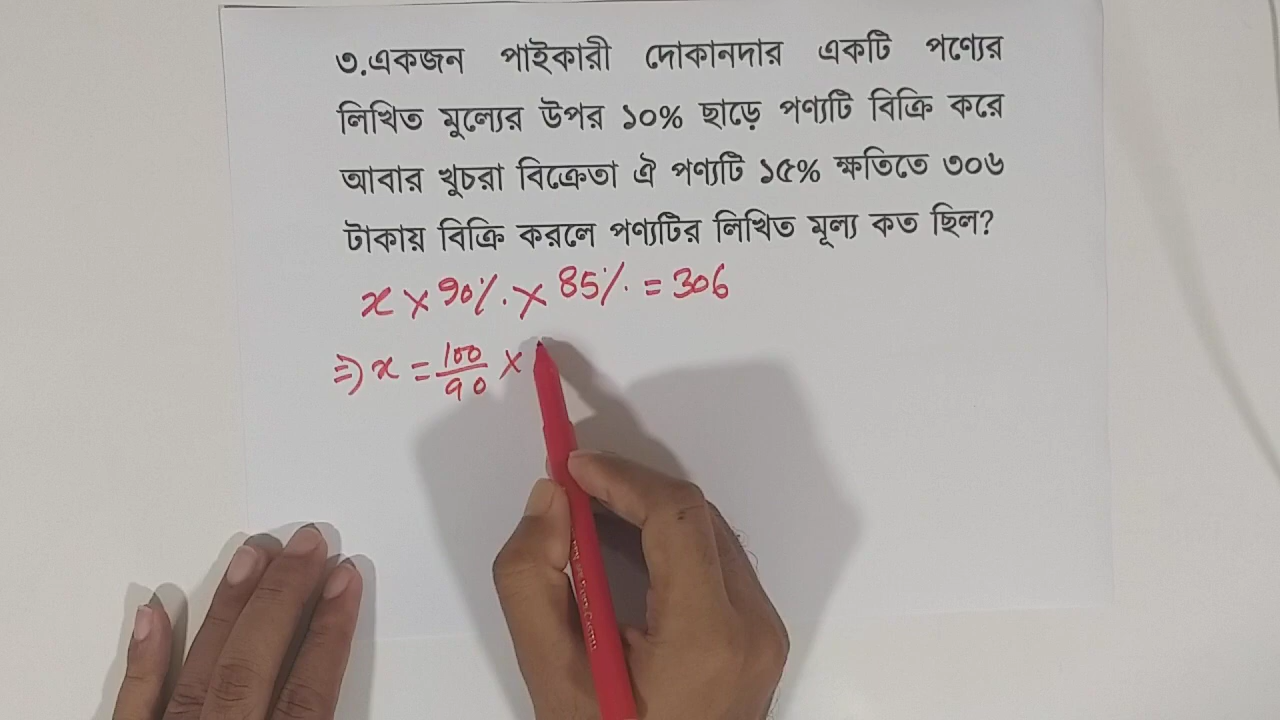 ৩.একজন পাইকারী দোকানদার একটি পণ্যের
লিখিত মুল্যের উপর ১০% ছাড়ে পণ্যটি বিক্রি করে
আবার খুচরা বিক্রেতা ঐ পণ্যটি ১৫% ক্ষতিতে ৩০৬
টাকায় বিক্রি করলে পণ্যটির লিখিত মূল্য কত ছিল?
x × 90% × 85% = 306
⇒ x = 100/90 ×